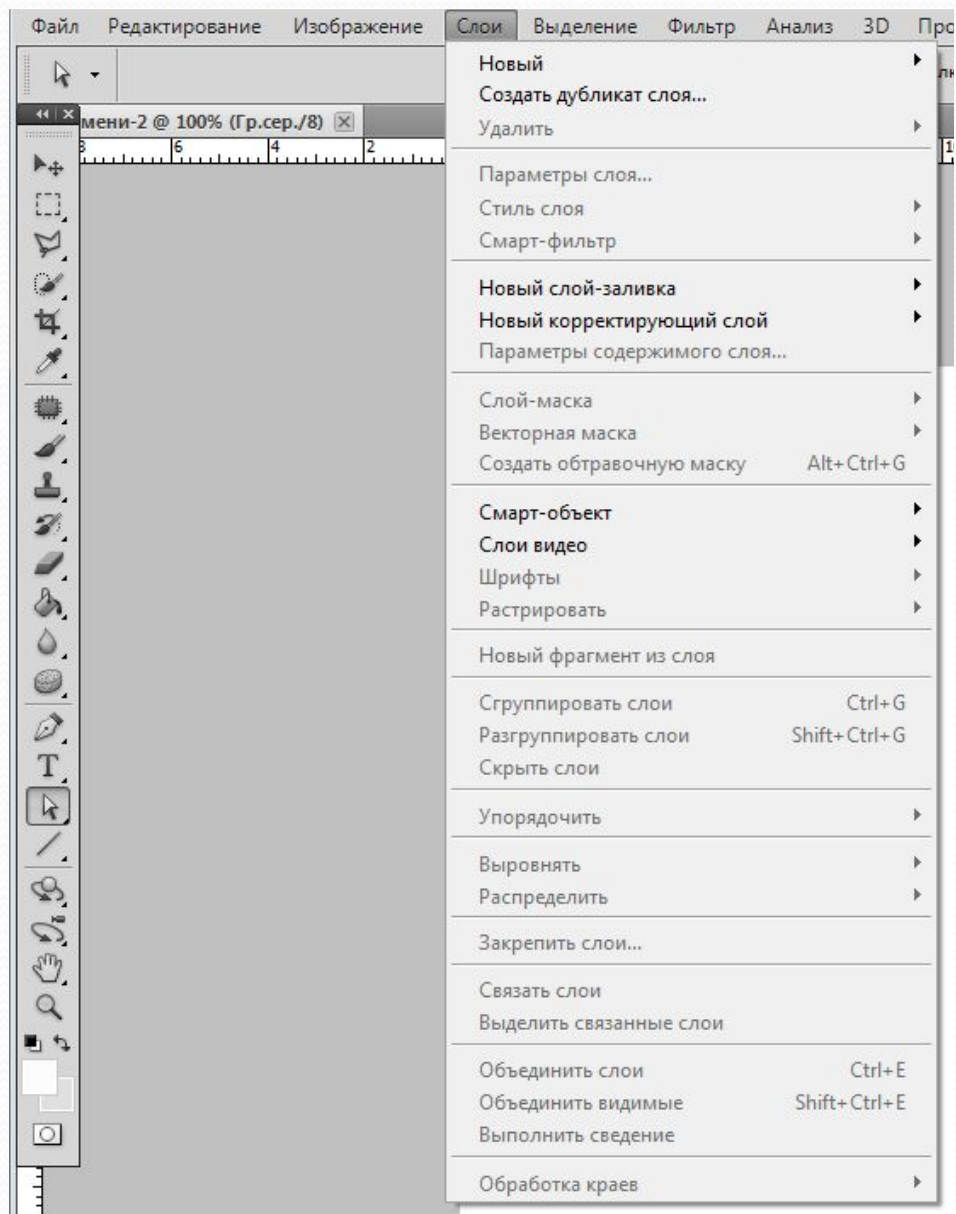 Файл Редактирование Изображение Слои Выделение Фильтр Анализ 3D
мени-2 @ 100% (Гр.сер./8)
6 4 2
Новый
Создать дубликат слоя...
Удалить
Параметры слоя...
Стиль слоя
Смарт-фильтр
Новый слой-заливка
Новый корректирующий слой
Параметры содержимого слоя...
Слой-маска
Векторная маска
Создать обтравочную маску Alt+Ctrl+G
Смарт-объект
Слои видео
Шрифты
Растрировать
Новый фрагмент из слоя
Сгруппировать слои Ctrl+G
Разгруппировать слои Shift+Ctrl+G
Скрыть слои
Упорядочить
Выровнять
Распределить
Закрепить слои...
Связать слои
Выделить связанные слои
Объединить слои Ctrl+E
Объединить видимые Shift+Ctrl+E
Выполнить сведение
Обработка краев